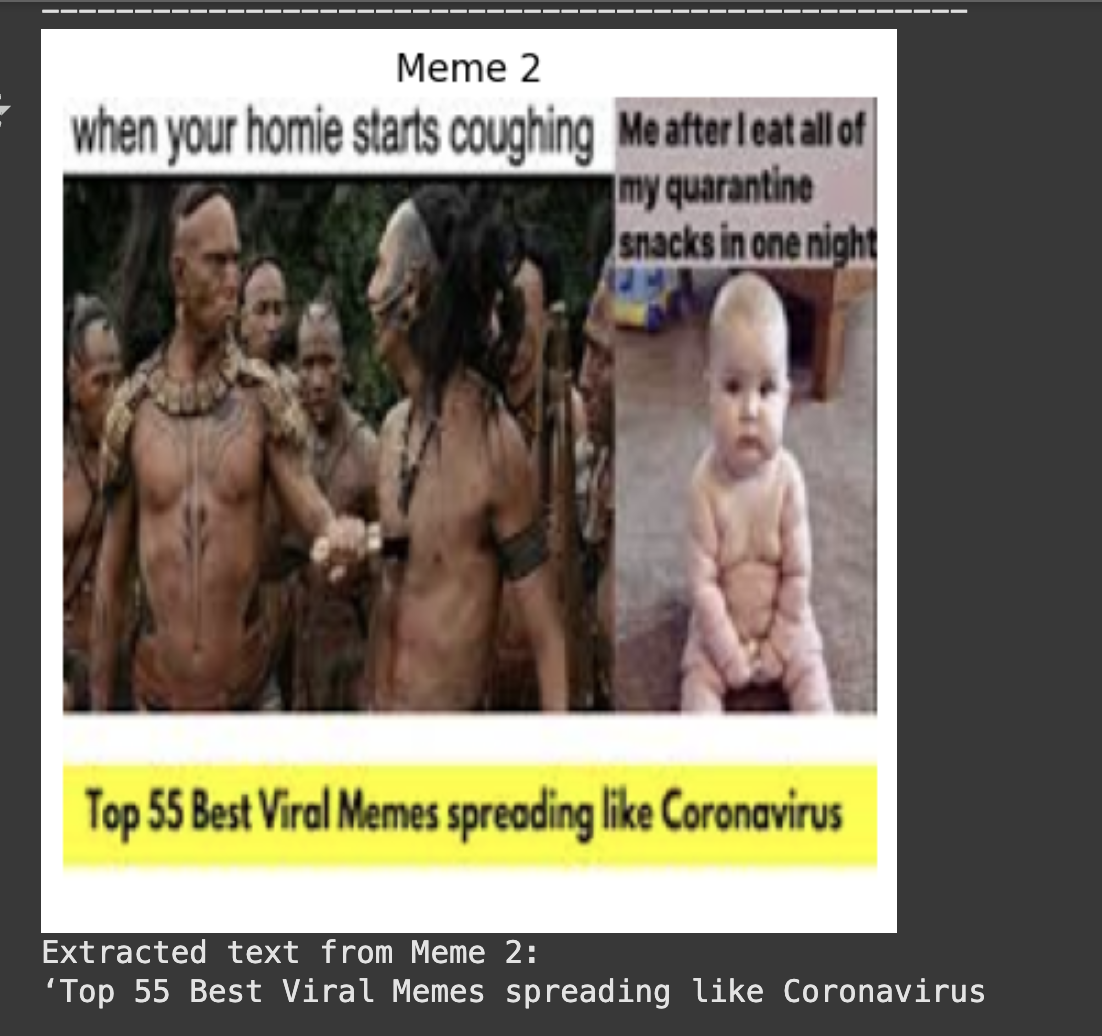 Meme 2
when your homie starts coughing
Me after I eat all of
my quarantine
snacks in one night
Top 55 Best Viral Memes spreading like Coronavirus
Extracted text from Meme 2:
‘Top 55 Best Viral Memes spreading like Coronavirus